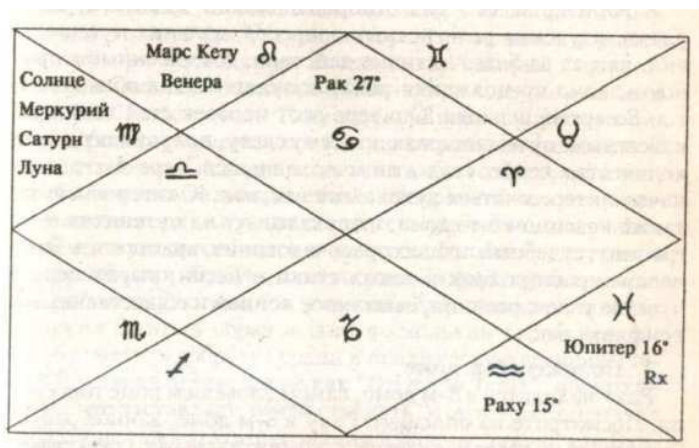 Марс Кету
Венера
Рак 27°
Солнце
Меркурий
Сатурн
Луна
Юпитер 16°
Rx
Раху 15°